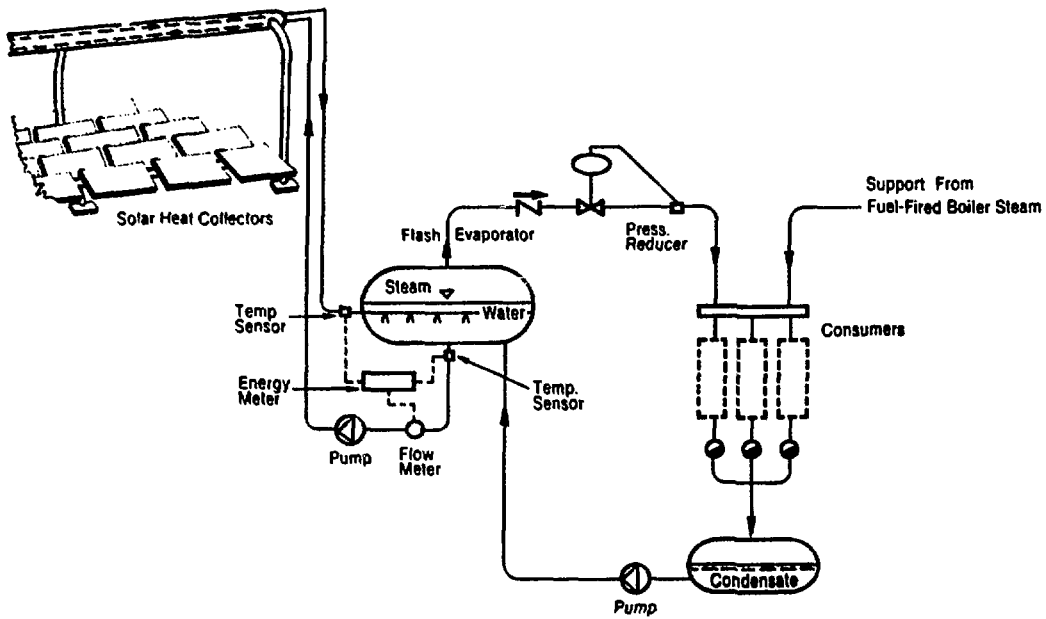 Solar Heat Collectors
Support From
Fuel-Fired Boiler Steam
Flash Evaporator
Press.
Reducer
Steam
Water
Temp
Sensor
Consumers
Energy
Meter
Temp.
Sensor
Pump
Flow
Meter
Condensate
Pump